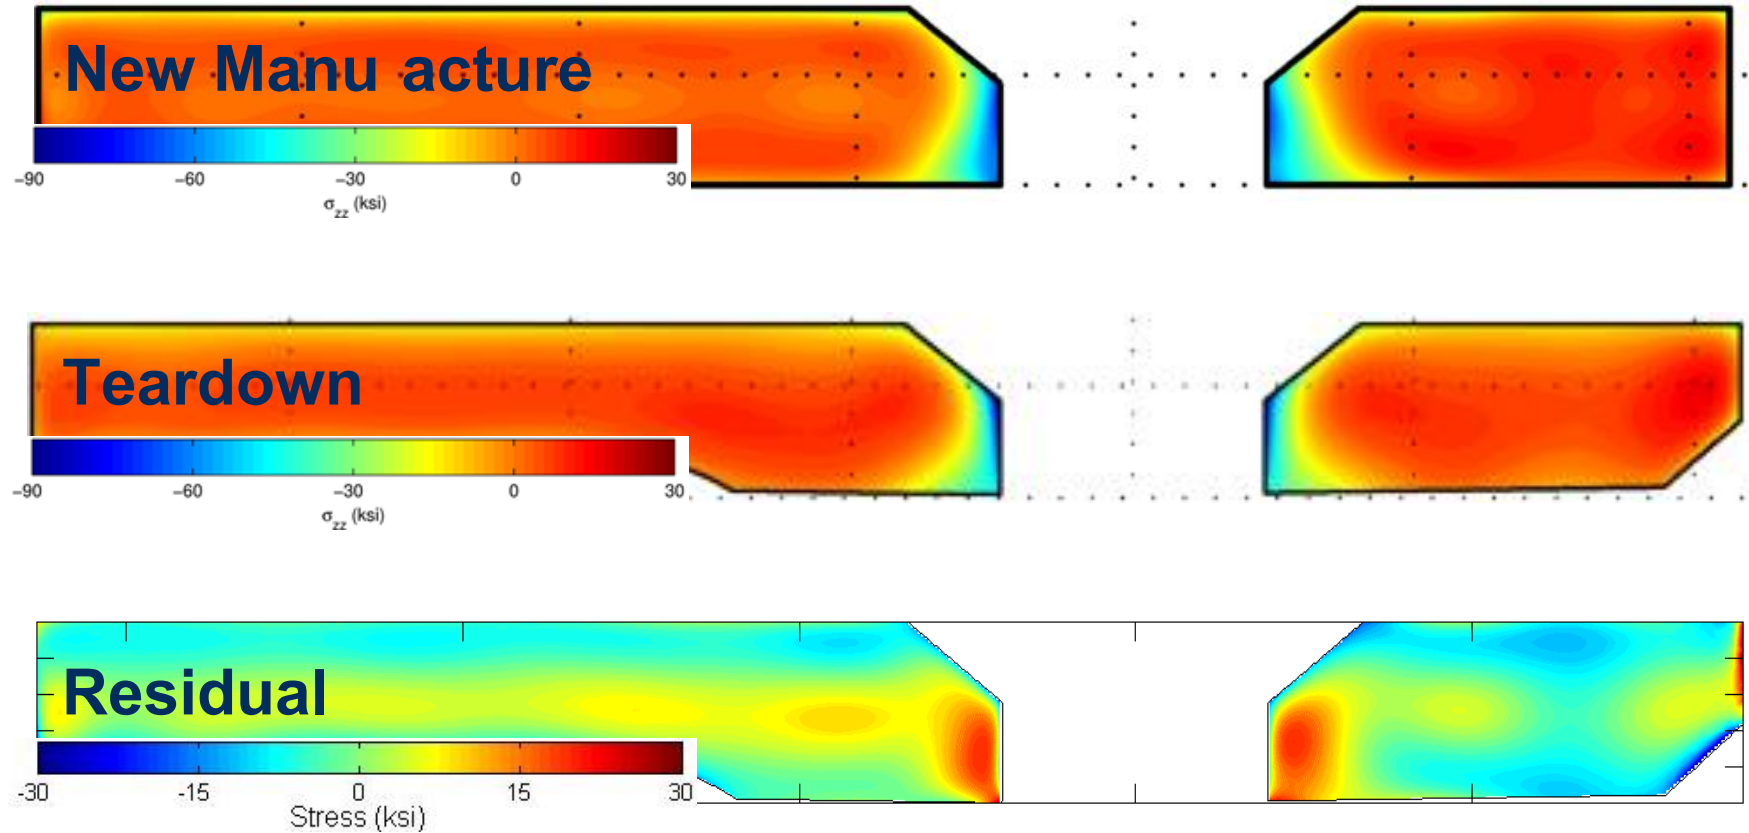 New Manu acture
−90 −60 −30 0 30
σzz (ksi)
Teardown
−90 −60 −30 0 30
σzz (ksi)
Residual
-30 -15 0 15 30
Stress (ksi)